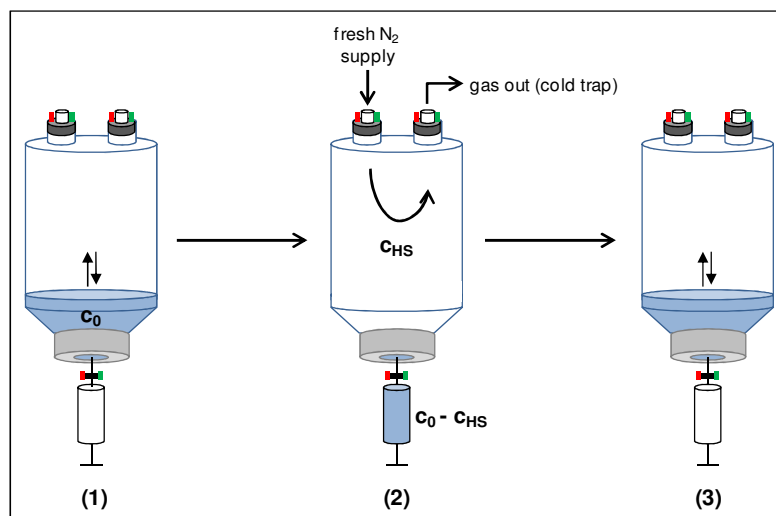 fresh N₂
supply
gas out (cold trap)
c₀
cHS
c₀ - cHS
(1)
(2)
(3)